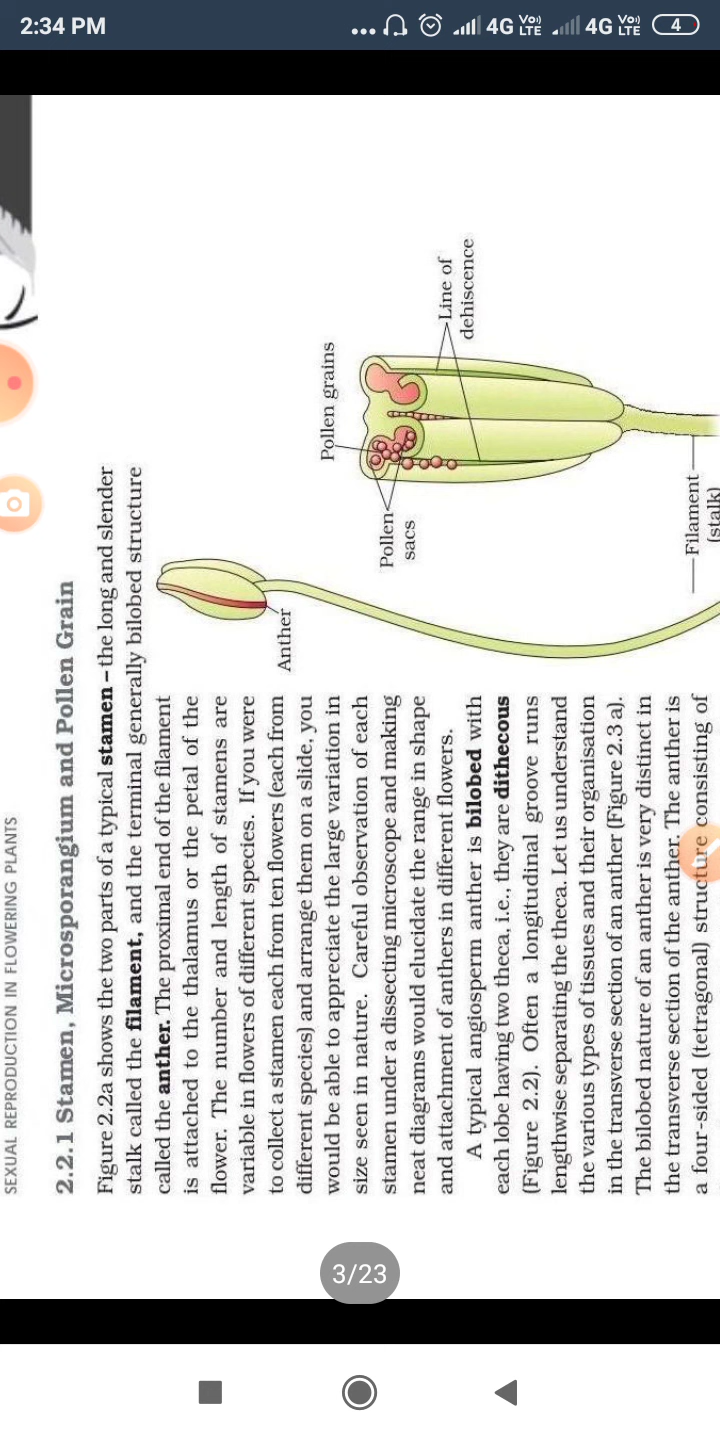 2:34 PM
... 4G Vo) LTE 4G Vo) LTE 4
SEXUAL REPRODUCTION IN FLOWERING PLANTS
2.2.1 Stamen, Microsporangium and Pollen Grain
Figure 2.2a shows the two parts of a typical stamen – the long and slender
stalk called the filament, and the terminal generally bilobed structure
called the anther. The proximal end of the filament
is attached to the thalamus or the petal of the
flower. The number and length of stamens are
variable in flowers of different species. If you were
to collect a stamen each from ten flowers (each from
different species) and arrange them on a slide, you
would be able to appreciate the large variation in
size seen in nature. Careful observation of each
stamen under a dissecting microscope and making
neat diagrams would elucidate the range in shape
and attachment of anthers in different flowers.
A typical angiosperm anther is bilobed with
each lobe having two theca, i.e., they are dithecous
(Figure 2.2). Often a longitudinal groove runs
lengthwise separating the theca. Let us understand
the various types of tissues and their organisation
in the transverse section of an anther (Figure 2.3 a).
The bilobed nature of an anther is very distinct in
the transverse section of the anther. The anther is
a four-sided (tetragonal) structure consisting of
Anther
Pollen grains
Pollen
sacs
Line of
dehiscence
Filament
(stalk)
3/23